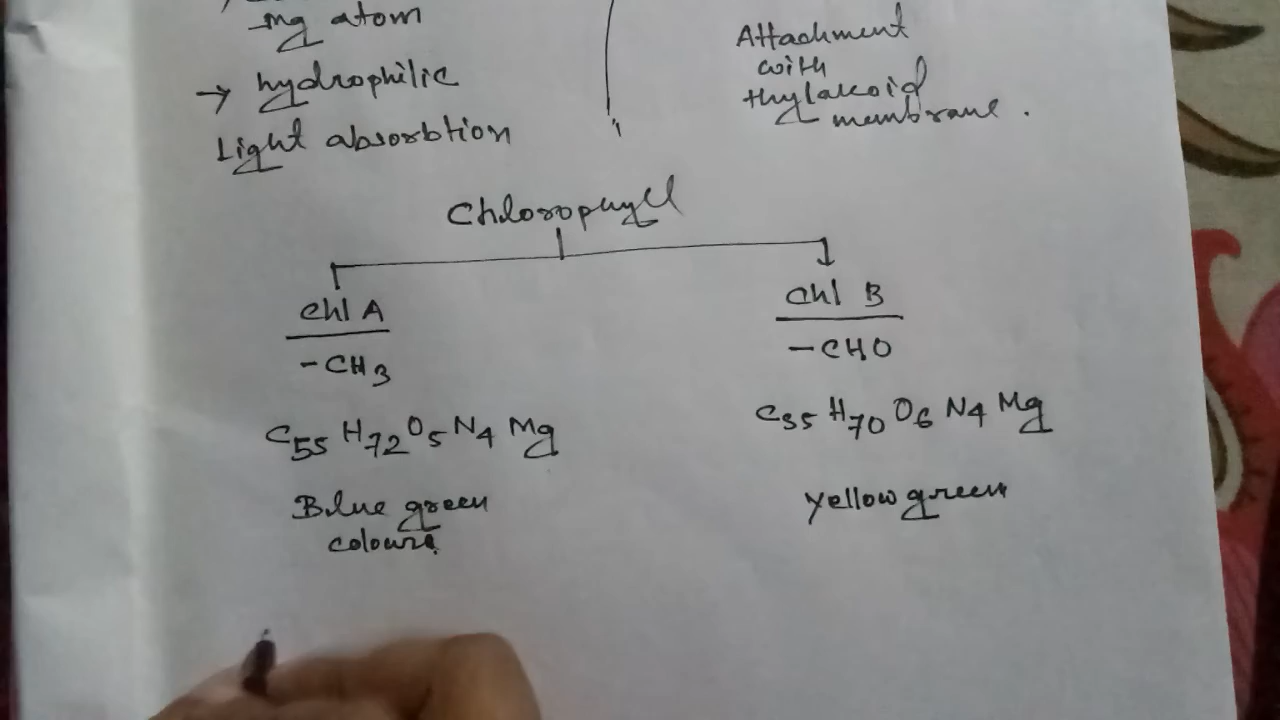 Mg atom
→ hydrophilic
Light absorbtion
Attachment
with
thylakoid
membrane.
Chlorophyll
Chl A
-CH3
C55 H72 O5 N4 Mg
Blue green
colour.
Chl B
-CHO
C35 H70 O6 N4 Mg
yellow green